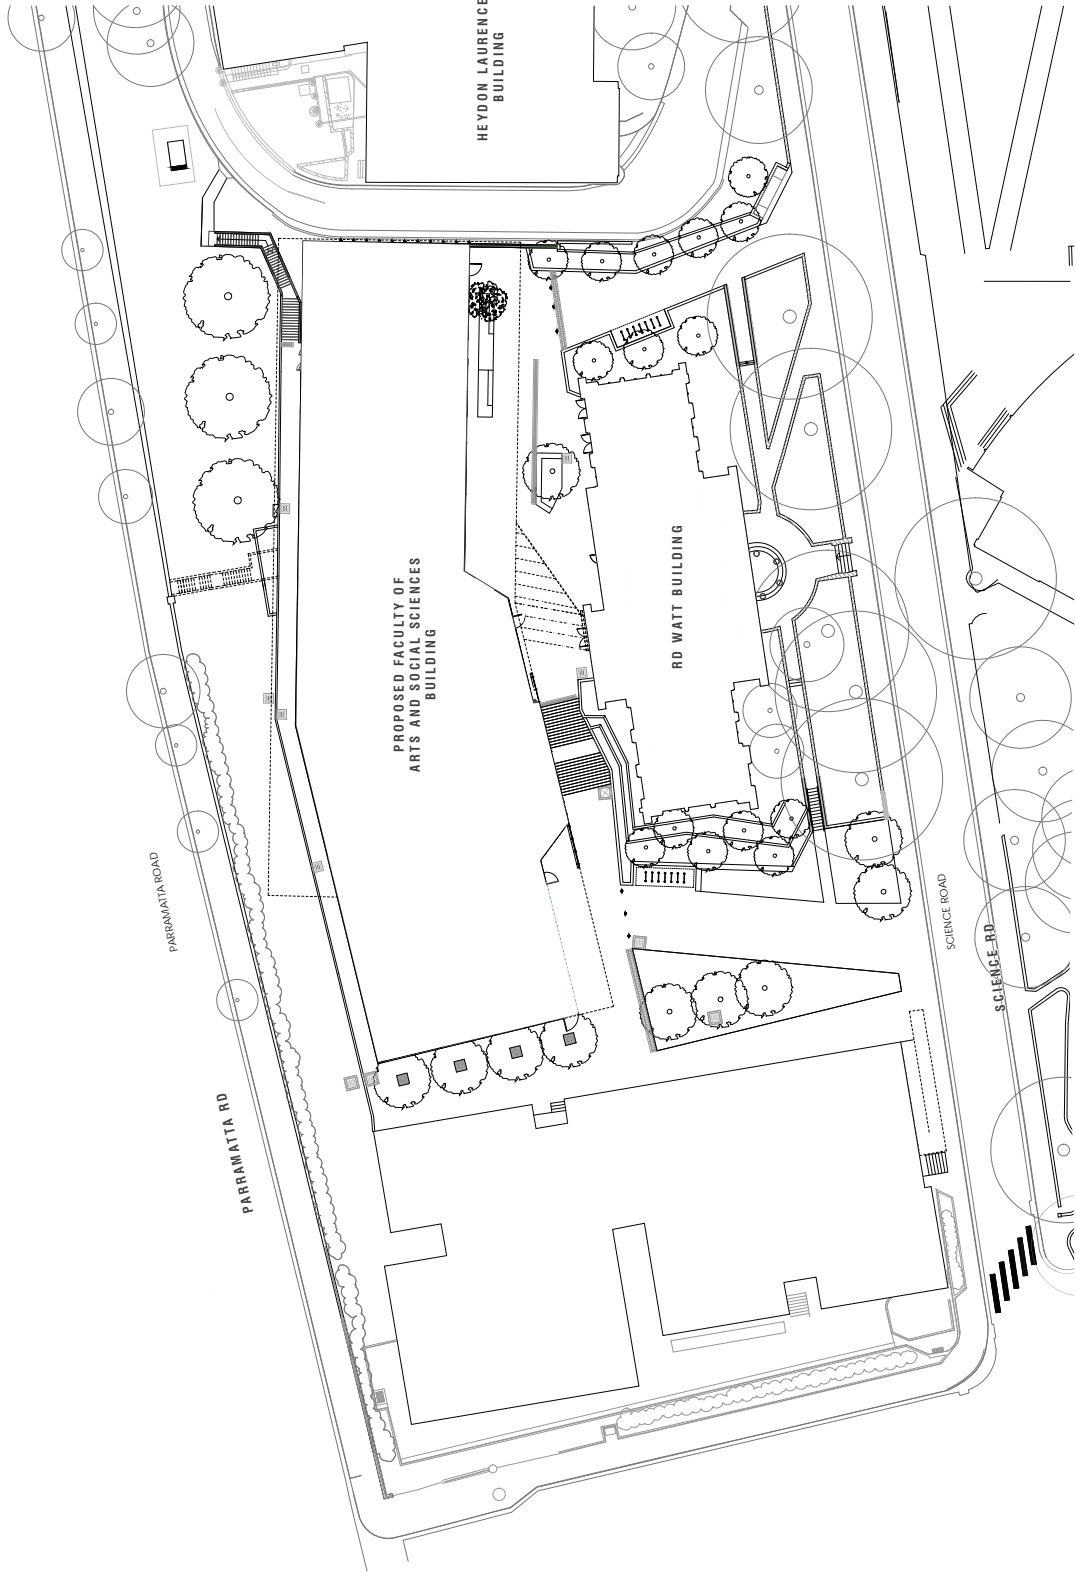 HEYDON LAURENCE
BUILDING
PROPOSED FACULTY OF
ARTS AND SOCIAL SCIENCES
BUILDING
RD WATT BUILDING
PARRAMATTA ROAD
SCIENCE ROAD
SCIENCE RD
PARRAMATTA RD